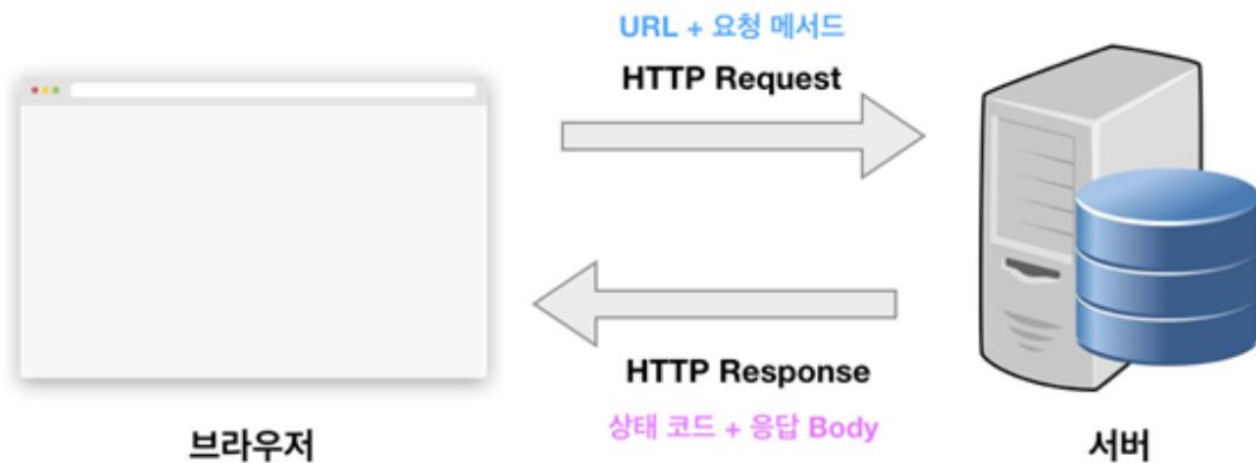 URL + 요청 메서드
HTTP Request
HTTP Response
상태 코드 + 응답 Body
브라우저
서버